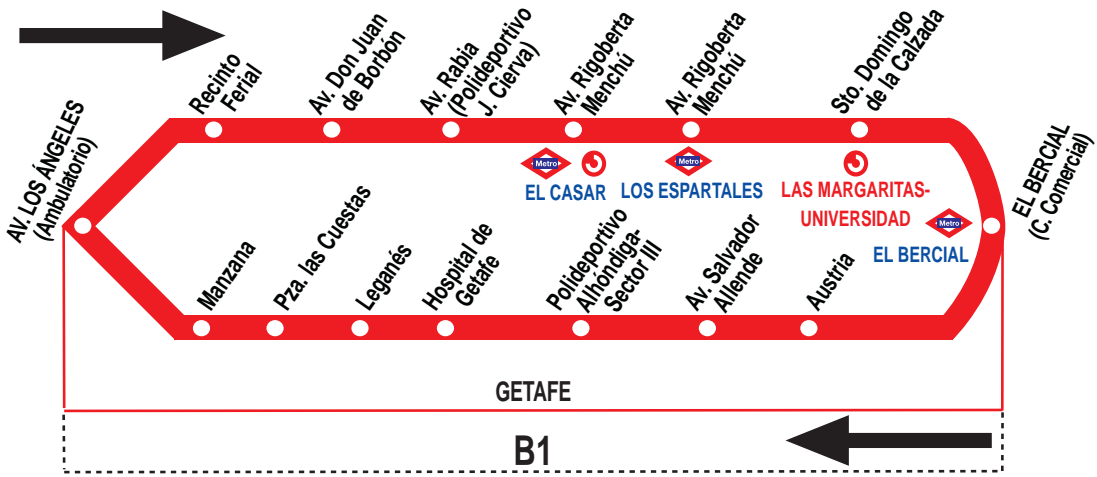 Recinto
Ferial
Av. Don Juan
de Borbón
Av. Rabia
(Polideportivo
J. Cierva)
Av. Rigoberta
Menchú
Av. Rigoberta
Menchú
Sto. Domingo
de la Calzada
AV. LOS ÁNGELES
(Ambulatorio)
Metro
EL CASAR
Metro
LOS ESPARTALES
LAS MARGARITAS-
UNIVERSIDAD
Metro
EL BERCIAL
EL BERCIAL
(C. Comercial)
Manzana
Pza. las Cuestas
Leganés
Hospital de
Getafe
Polideportivo
Alhóndiga-
Sector III
Av. Salvador
Allende
Austria
GETAFE
B1